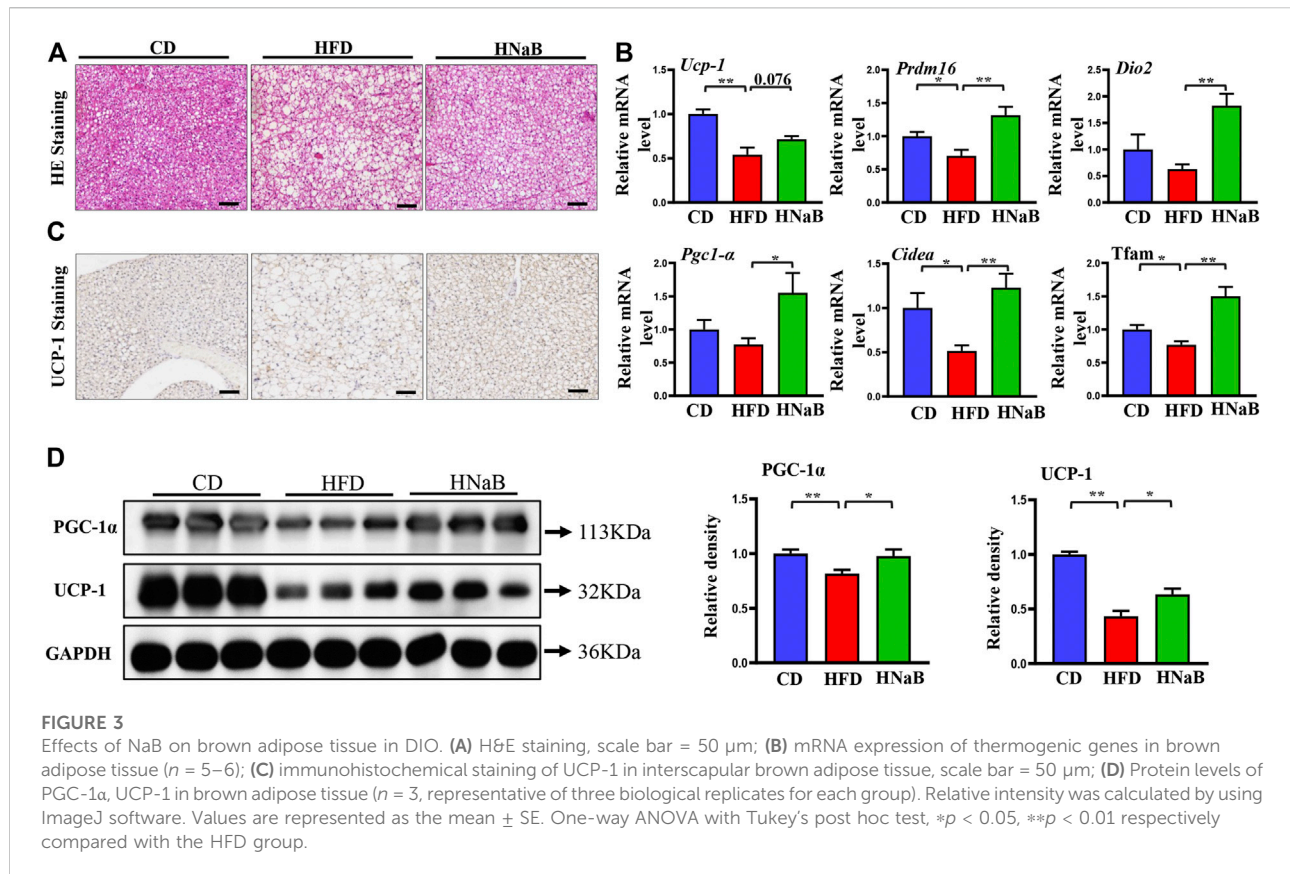 A
CD
HFD
HNaB
HE Staining
C
UCP-1 Staining
B
Ucp-1
** 0.076
Relative mRNA
level
1.5
1.0
0.5
0.0
CD HFD HNaB
Prdm16
* **
Relative mRNA
level
2.0
1.5
1.0
0.5
0.0
CD HFD HNaB
Dio2
**
Relative mRNA
level
2.5
2.0
1.5
1.0
0.5
0.0
CD HFD HNaB
Pgc1-α
*
Relative mRNA
level
2.0
1.5
1.0
0.5
0.0
CD HFD HNaB
Cidea
* **
Relative mRNA
level
1.5
1.0
0.5
0.0
CD HFD HNaB
Tfam
* **
Relative mRNA
level
2.0
1.5
1.0
0.5
0.0
CD HFD HNaB
D
CD HFD HNaB
PGC-1α 113KDa
UCP-1 32KDa
GAPDH 36KDa
PGC-1α
** *
Relative density
1.5
1.0
0.5
0.0
CD HFD HNaB
UCP-1
** *
Relative density
1.5
1.0
0.5
0.0
CD HFD HNaB
FIGURE 3
Effects of NaB on brown adipose tissue in DIO. (A) H&E staining, scale bar = 50 μm; (B) mRNA expression of thermogenic genes in brown
adipose tissue (n = 5–6); (C) immunohistochemical staining of UCP-1 in interscapular brown adipose tissue, scale bar = 50 μm; (D) Protein levels of
PGC-1α, UCP-1 in brown adipose tissue (n = 3, representative of three biological replicates for each group). Relative intensity was calculated by using
ImageJ software. Values are represented as the mean ± SE. One-way ANOVA with Tukey's post hoc test, *p < 0.05, **p < 0.01 respectively
compared with the HFD group.